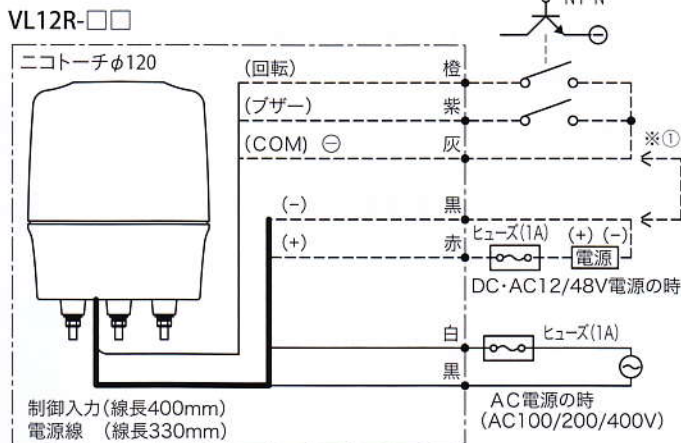 NPN
VL12R-□□
ニコトーチφ120
(回転) 橙
(ブザー) 紫
(COM) ⊖ 灰
※①
(-) 黒
(+) 赤
ヒューズ(1A)
(+) (-)
電源
DC・AC12/48V電源の時
白
ヒューズ(1A)
黒
AC電源の時
(AC100/200/400V)
制御入力(線長400mm)
電源線 (線長330mm)